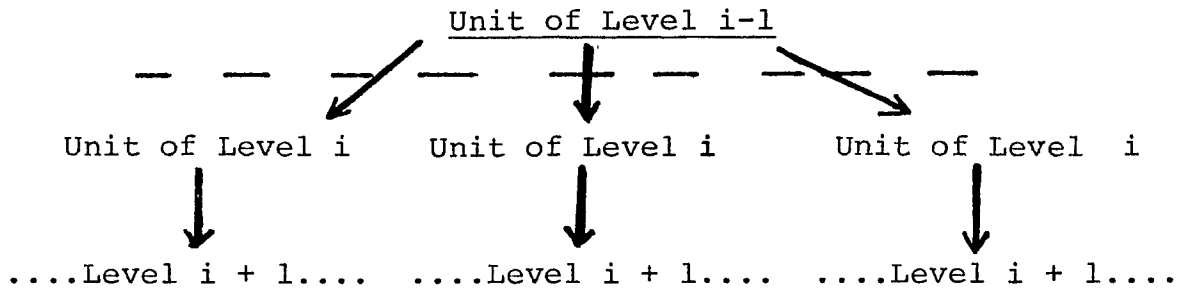 Unit of Level i-1
Unit of Level i Unit of Level i Unit of Level i
....Level i + 1.... ....Level i + 1.... ....Level i + 1....